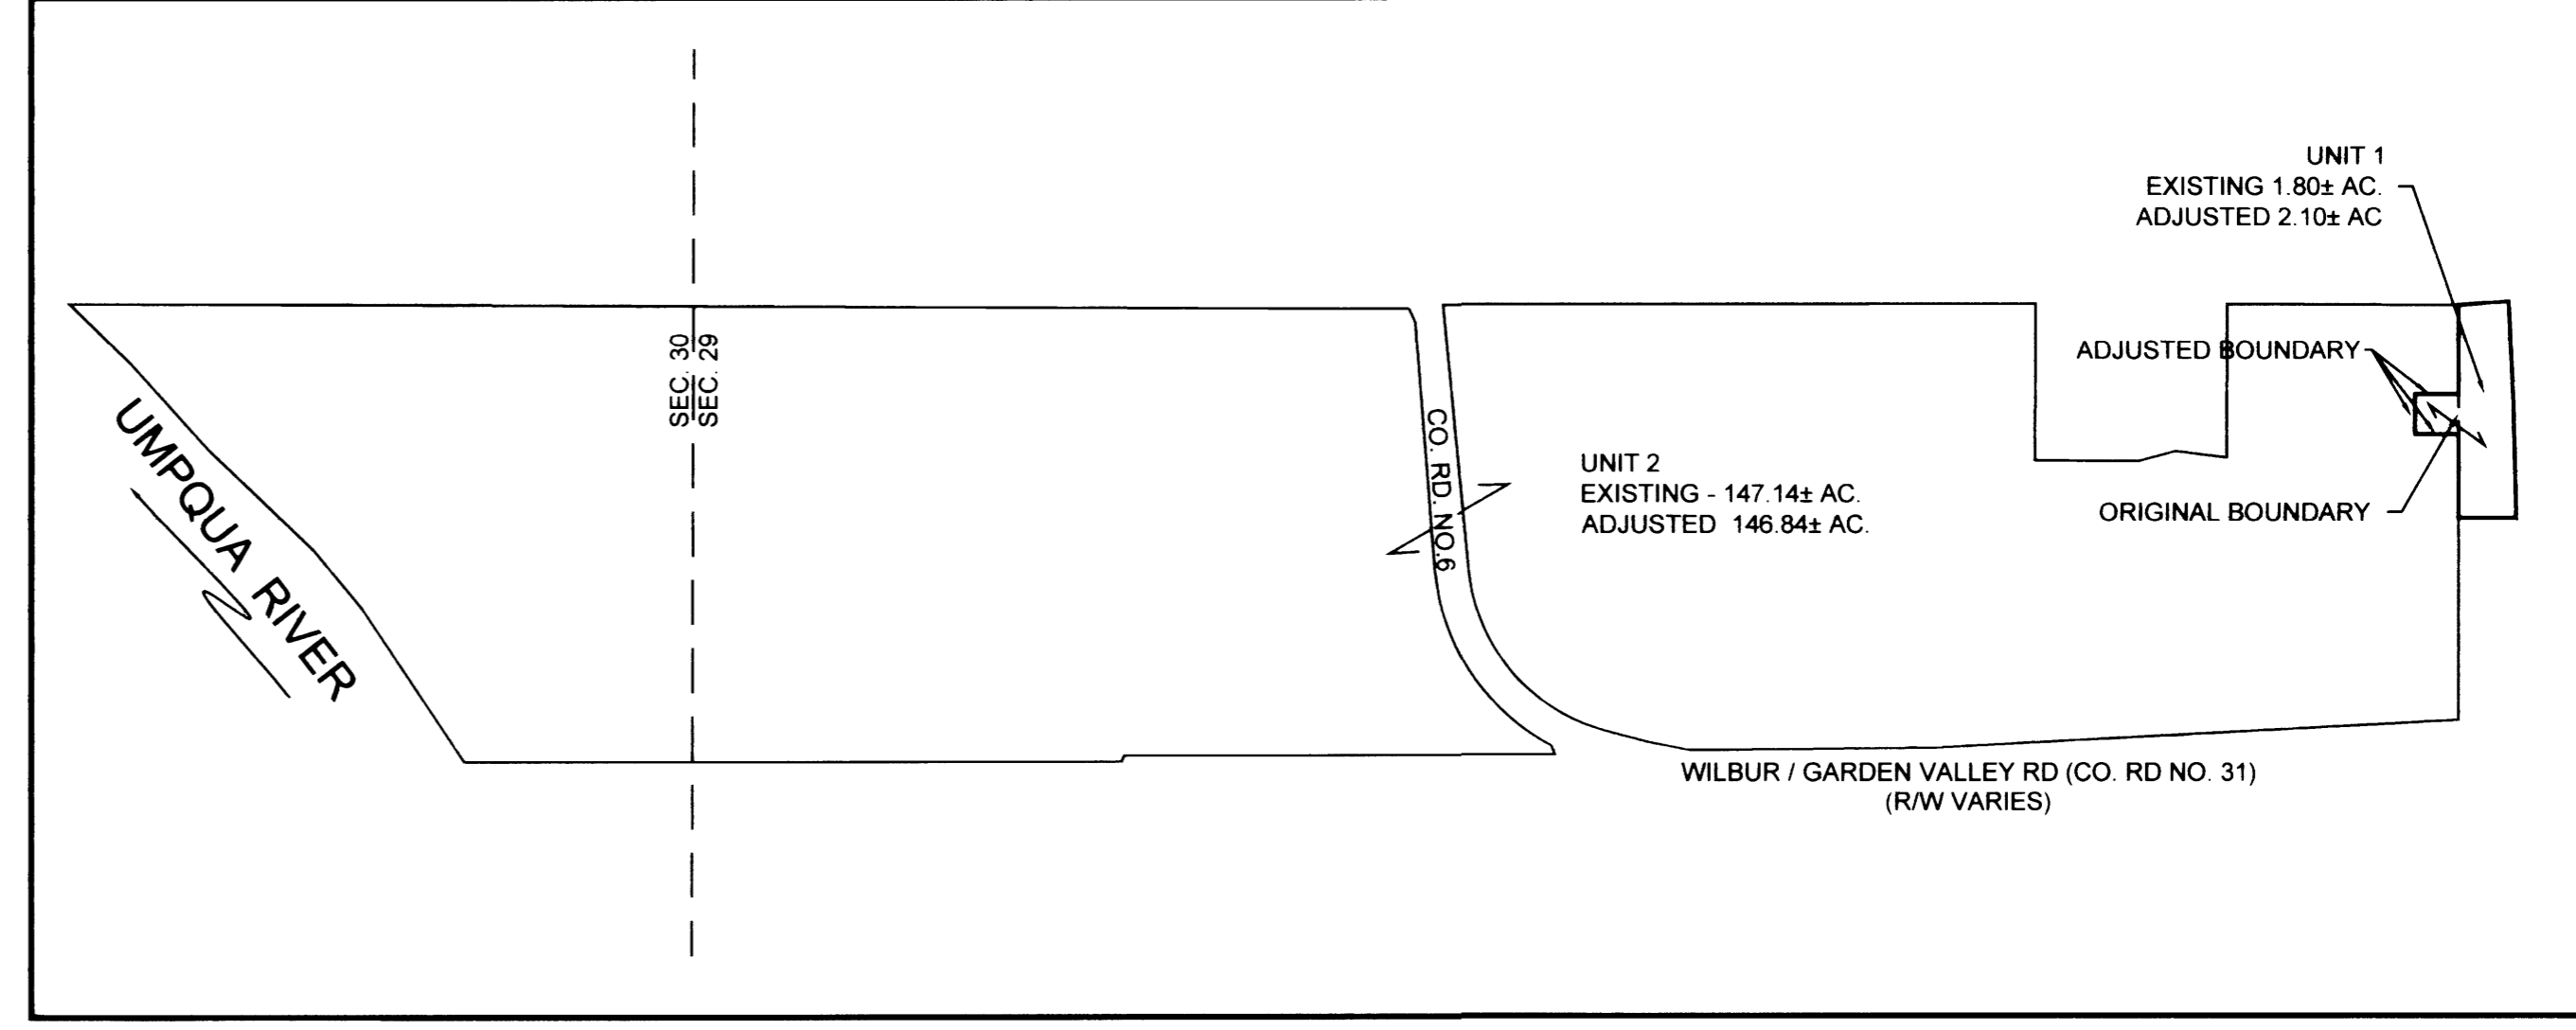 UNIT 1
EXISTING 1.80± AC.
ADJUSTED 2.10± AC
SEC. 30
SEC. 29
ADJUSTED BOUNDARY
UMPQUA RIVER
CO. RD. NO.6
UNIT 2
EXISTING - 147.14± AC.
ADJUSTED 146.84± AC.
ORIGINAL BOUNDARY
WILBUR / GARDEN VALLEY RD (CO. RD NO. 31)
(R/W VARIES)